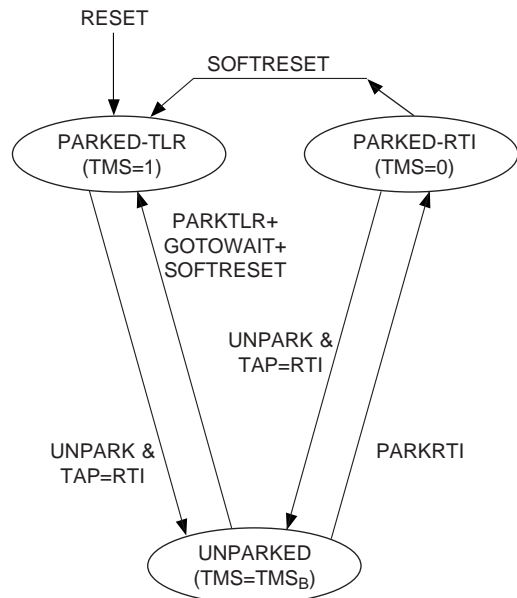 RESET
SOFTRESET
PARKED-TLR
(TMS=1)
PARKED-RTI
(TMS=0)
PARKTLR+
GOTOWAIT+
SOFTRESET
UNPARK &
TAP=RTI
UNPARK &
TAP=RTI
PARKRTI
UNPARKED
(TMS=TMS_B)